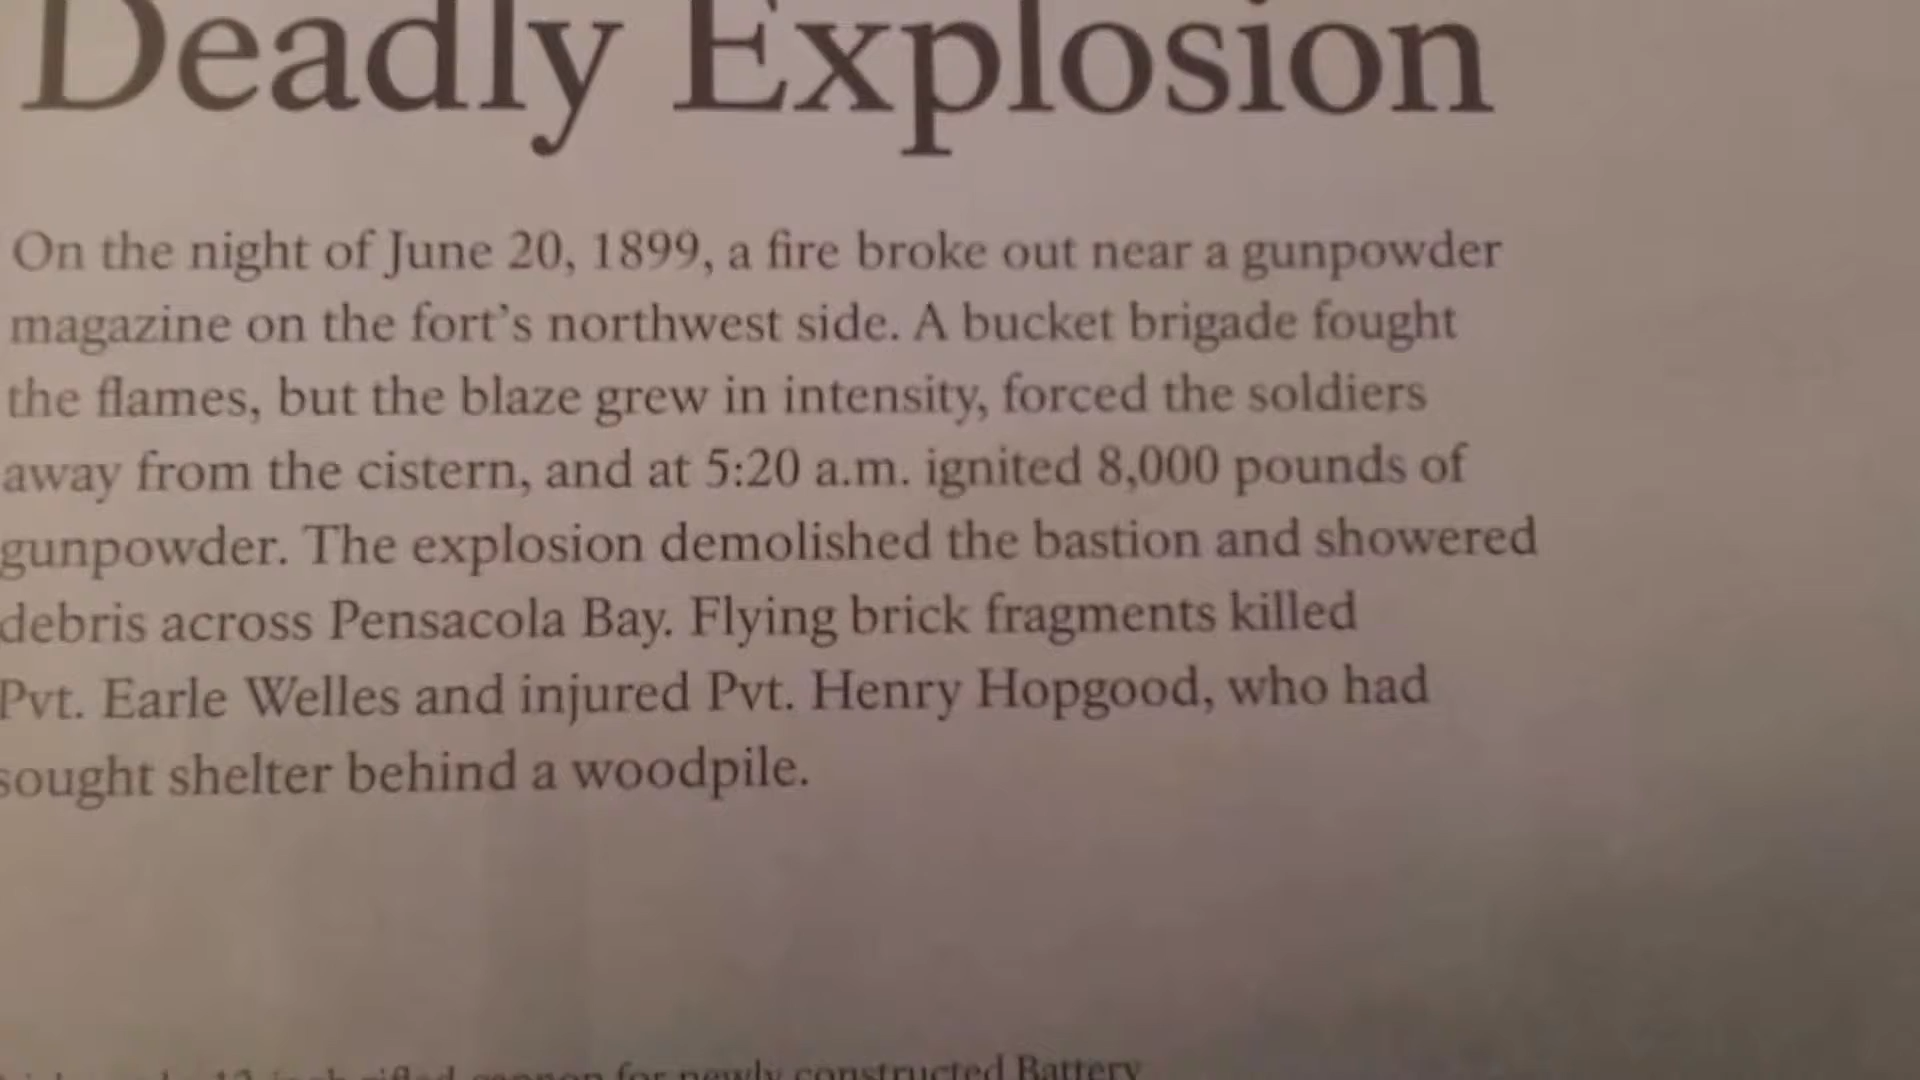 Deadly Explosion
On the night of June 20, 1899, a fire broke out near a gunpowder
magazine on the fort's northwest side. A bucket brigade fought
the flames, but the blaze grew in intensity, forced the soldiers
away from the cistern, and at 5:20 a.m. ignited 8,000 pounds of
gunpowder. The explosion demolished the bastion and showered
debris across Pensacola Bay. Flying brick fragments killed
Pvt. Earle Welles and injured Pvt. Henry Hopgood, who had
sought shelter behind a woodpile.
rifled cannon for newly constructed Battery